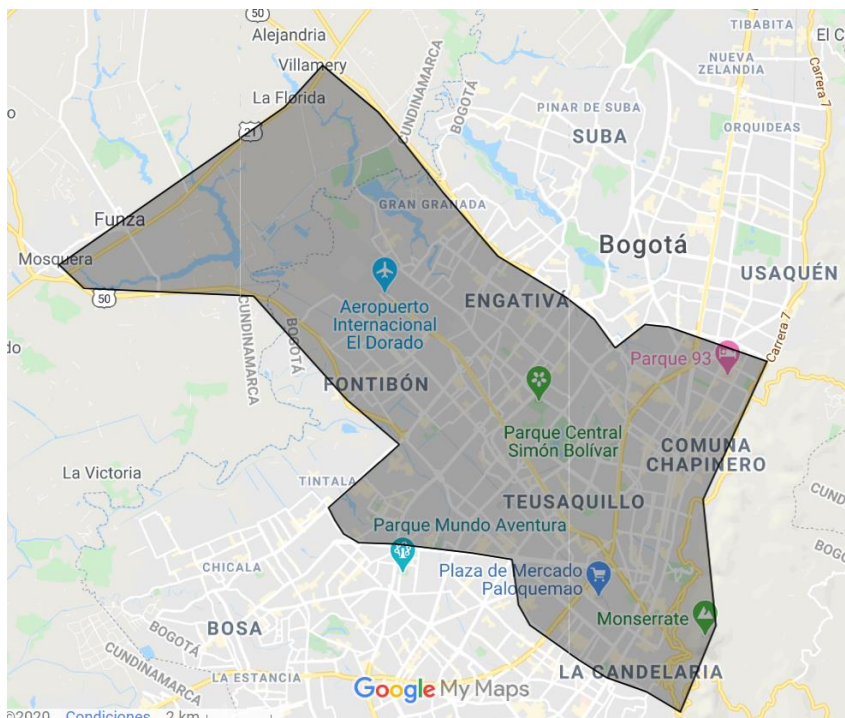 50
Alejandria
Villamery
TIBABITA
El C
NUEVA
ZELANDIA
La Florida
CUNDINAMARCA
BOGOTÁ
PINAR DE SUBA
Carrera 7
21
SUBA
ORQUIDEAS
GRAN GRANADA
Funza
Bogotá
Mosquera
USAQUÉN
50
Aeropuerto
Internacional
El Dorado
ENGATIVÁ
CUNDINAMARCA
BOGOTÁ
Carrera 7
do
Parque 93
FONTIBÓN
Parque Central
Simón Bolívar
COMUNA
CHAPINERO
La Victoria
TINTALA
TEUSAQUILLO
CUND
Parque Mundo Aventura
BOGO
CHICALA
Plaza de Mercado
Paloquemao
Monserrate
BOSA
BOGOTÁ
CUNDINAMARCA
LA ESTANCIA
LA CANDELARIA
Google My Maps
©2020 Condiciones 2 km